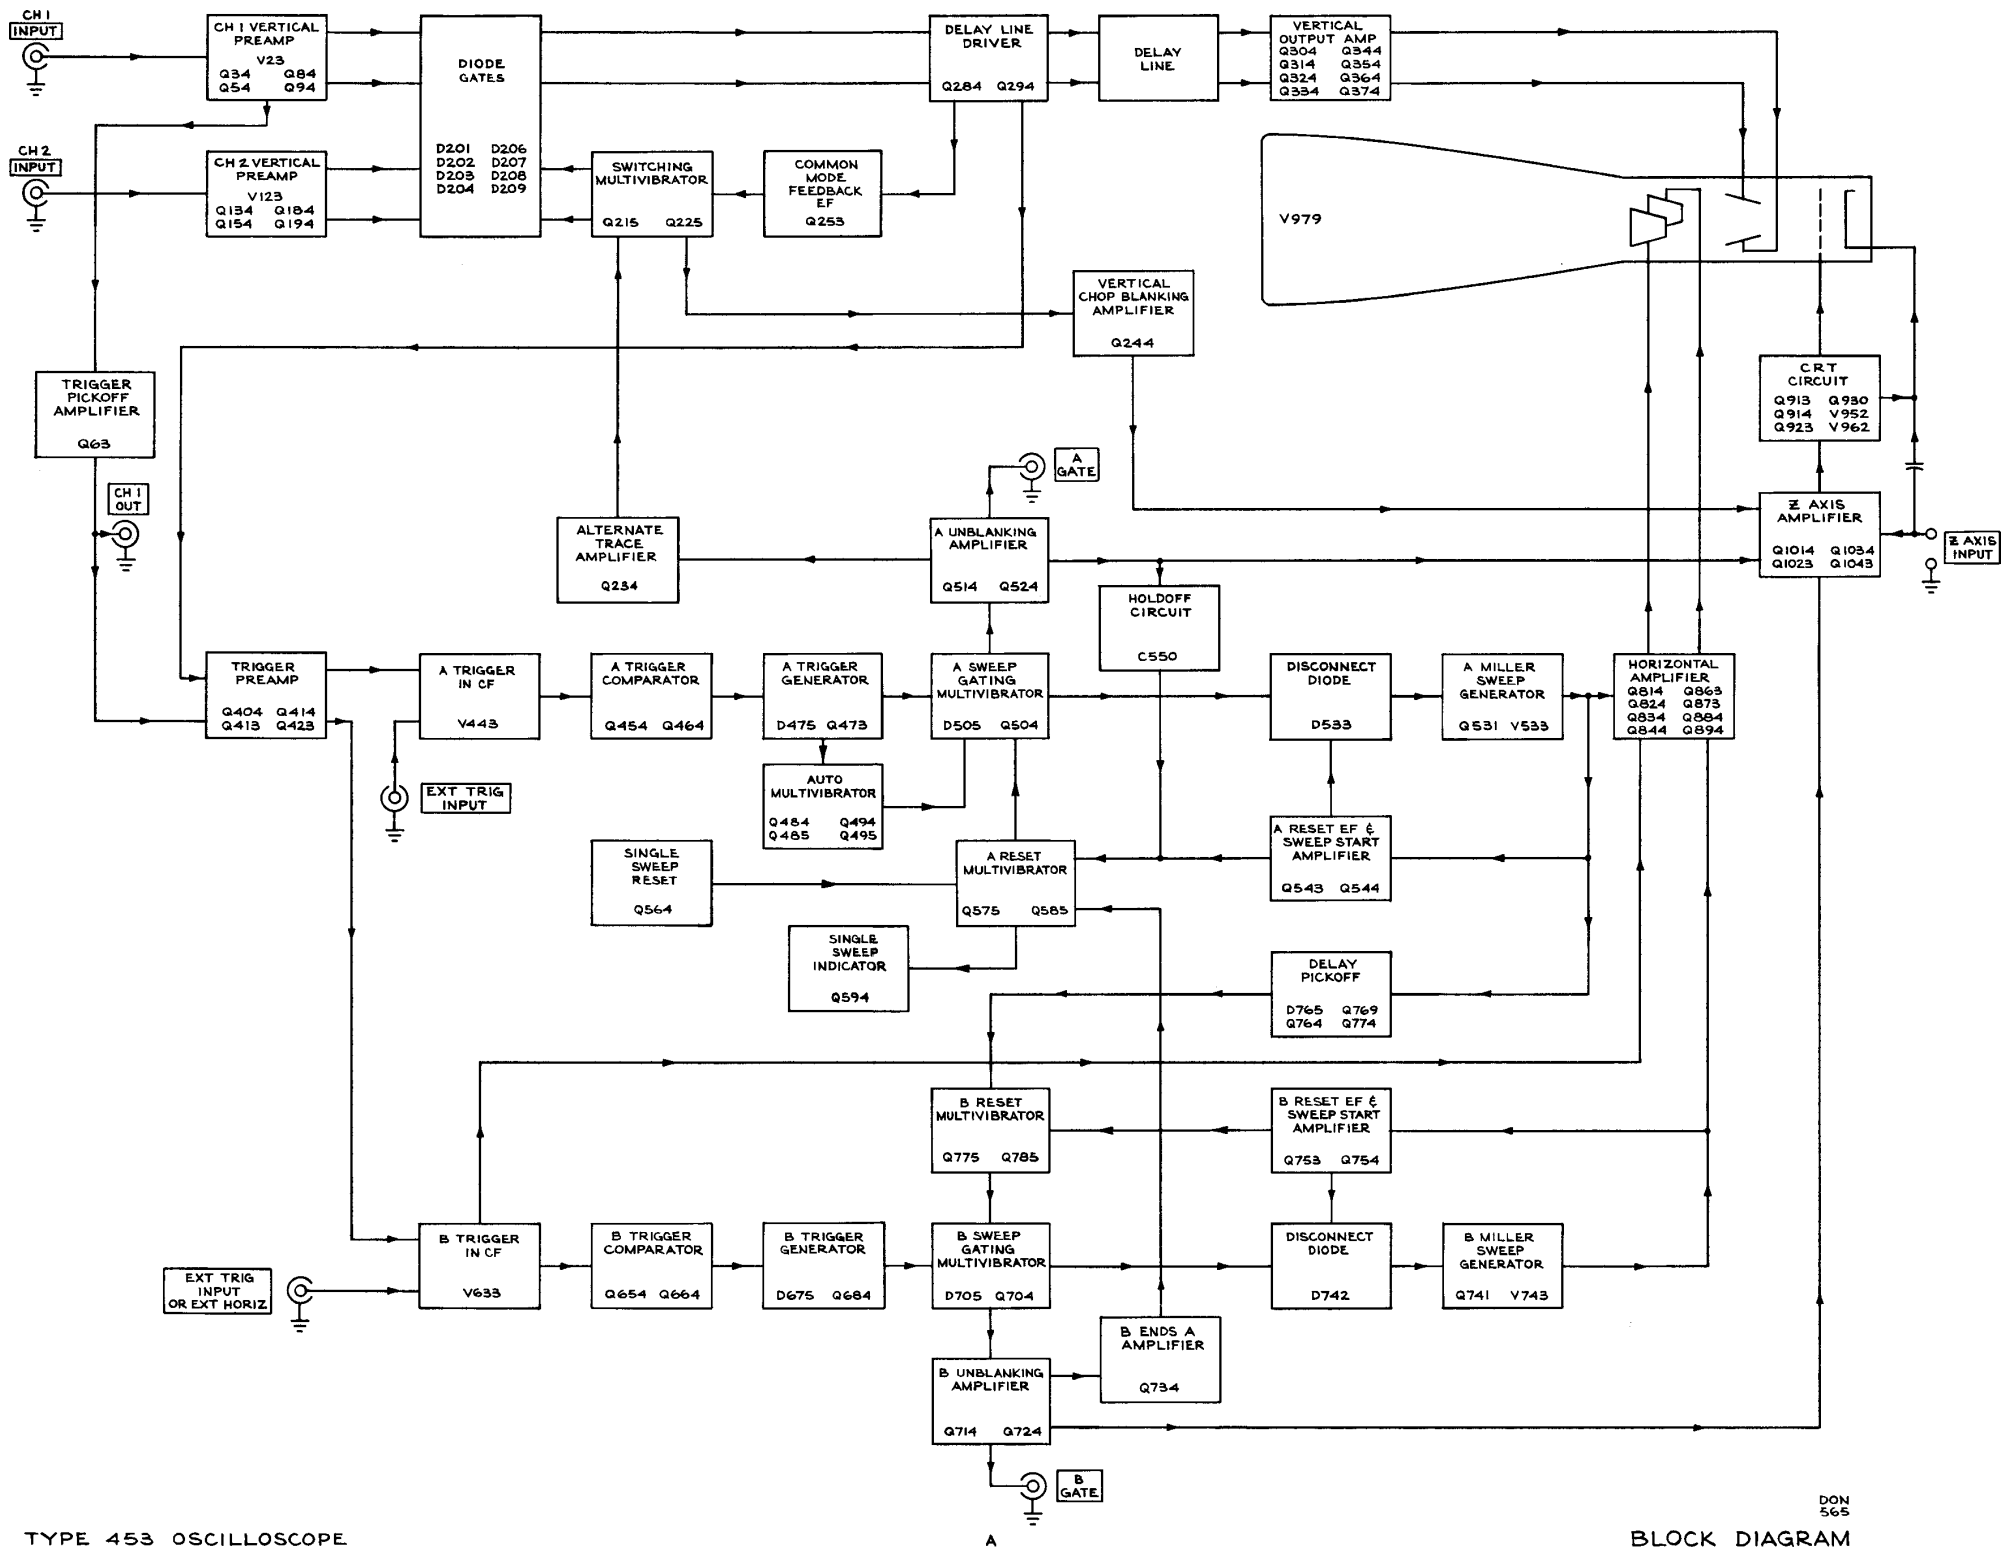 CH 1
INPUT
CH 1 VERTICAL
PREAMP
V23
Q34 Q84
Q54 Q94
DIODE
GATES
D201 D206
D202 D207
D203 D208
D204 D209
DELAY LINE
DRIVER
Q284 Q294
DELAY
LINE
VERTICAL
OUTPUT AMP
Q304 Q344
Q314 Q354
Q324 Q364
Q334 Q374
CH 2
INPUT
CH 2 VERTICAL
PREAMP
V123
Q134 Q184
Q154 Q194
SWITCHING
MULTIVIBRATOR
Q215 Q225
COMMON
MODE
FEEDBACK
EF
Q253
V979
VERTICAL
CHOP BLANKING
AMPLIFIER
Q244
TRIGGER
PICKOFF
AMPLIFIER
Q63
CRT
CIRCUIT
Q913 Q930
Q914 V952
Q923 V962
CH 1
OUT
A
GATE
ALTERNATE
TRACE
AMPLIFIER
Q234
A UNBLANKING
AMPLIFIER
Q514 Q524
Z AXIS
AMPLIFIER
Q1014 Q1034
Q1023 Q1043
Z AXIS
INPUT
HOLDOFF
CIRCUIT
C550
TRIGGER
PREAMP
Q404 Q414
Q413 Q423
A TRIGGER
IN CF
V443
A TRIGGER
COMPARATOR
Q454 Q464
A TRIGGER
GENERATOR
D475 Q473
A SWEEP
GATING
MULTIVIBRATOR
D505 Q504
DISCONNECT
DIODE
D533
A MILLER
SWEEP
GENERATOR
Q531 V533
HORIZONTAL
AMPLIFIER
Q814 Q863
Q824 Q873
Q834 Q884
Q844 Q894
EXT TRIG
INPUT
AUTO
MULTIVIBRATOR
Q484 Q494
Q485 Q495
SINGLE
SWEEP
RESET
Q564
A RESET
MULTIVIBRATOR
Q575 Q585
A RESET EF &
SWEEP START
AMPLIFIER
Q543 Q544
SINGLE
SWEEP
INDICATOR
Q594
DELAY
PICKOFF
D765 Q769
Q764 Q774
B RESET
MULTIVIBRATOR
Q775 Q785
B RESET EF &
SWEEP START
AMPLIFIER
Q753 Q754
EXT TRIG
INPUT
OR EXT HORIZ
B TRIGGER
IN CF
V633
B TRIGGER
COMPARATOR
Q654 Q664
B TRIGGER
GENERATOR
D675 Q684
B SWEEP
GATING
MULTIVIBRATOR
D705 Q704
DISCONNECT
DIODE
D742
B MILLER
SWEEP
GENERATOR
Q741 V743
B ENDS A
AMPLIFIER
Q734
B UNBLANKING
AMPLIFIER
Q714 Q724
B
GATE
DON
565
TYPE 453 OSCILLOSCOPE
A
BLOCK DIAGRAM